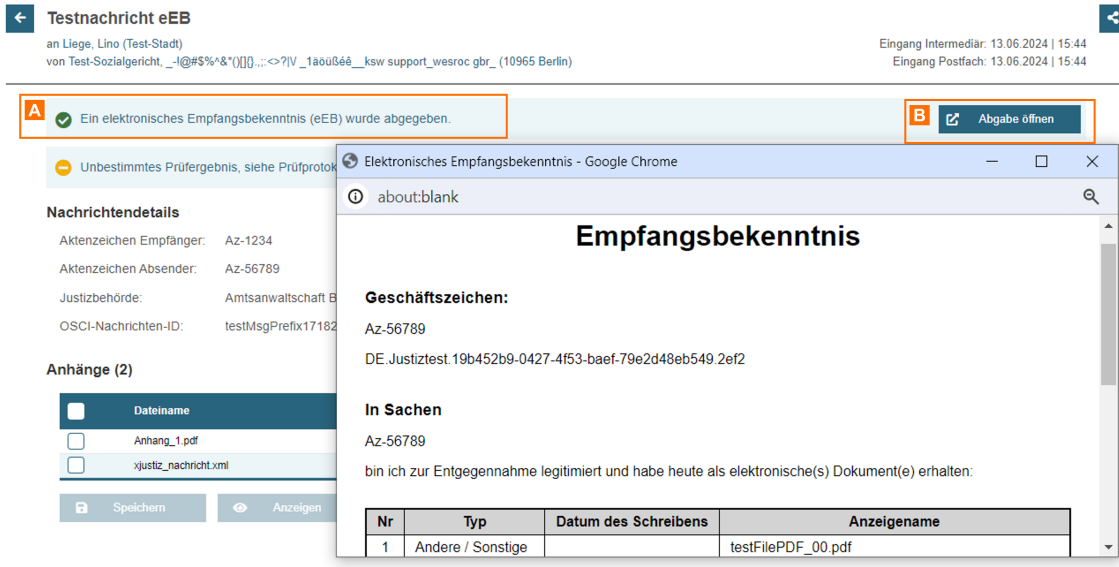 Testnachricht eEB
an Liege, Lino (Test-Stadt)
Eingang Intermediär: 13.06.2024 | 15:44
von Test-Sozialgericht, _-!@#$%^&*()[]{}.,;:<>?|\/ _1äöüßéê__ksw support_wesroc gbr_ (10965 Berlin)
Eingang Postfach: 13.06.2024 | 15:44
A
Ein elektronisches Empfangsbekenntnis (eEB) wurde abgegeben.
B
Abgabe öffnen
Unbestimmtes Prüfergebnis, siehe Prüfprotok
Nachrichtendetails
Aktenzeichen Empfänger: Az-1234
Aktenzeichen Absender: Az-56789
Justizbehörde: Amtsanwaltschaft B
OSCI-Nachrichten-ID: testMsgPrefix17182
Anhänge (2)
Dateiname
Anhang_1.pdf
xjustiz_nachricht.xml
Speichern Anzeigen
Elektronisches Empfangsbekenntnis - Google Chrome
about:blank
Empfangsbekenntnis
Geschäftszeichen:
Az-56789
DE.Justiztest.19b452b9-0427-4f53-baef-79e2d48eb549.2ef2
In Sachen
Az-56789
bin ich zur Entgegennahme legitimiert und habe heute als elektronische(s) Dokument(e) erhalten:
Nr Typ Datum des Schreibens Anzeigename
1 Andere / Sonstige testFilePDF_00.pdf